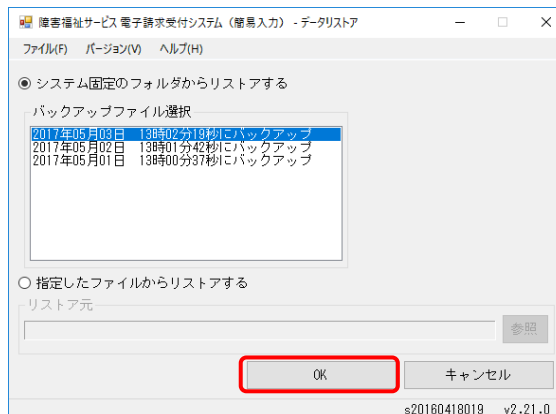 障害福祉サービス 電子請求受付システム（簡易入力） - データリストア
ファイル(F) バージョン(V) ヘルプ(H)
システム固定のフォルダからリストアする
バックアップファイル選択
2017年05月03日 13時02分19秒にバックアップ
2017年05月02日 13時01分42秒にバックアップ
2017年05月01日 13時00分37秒にバックアップ
指定したファイルからリストアする
リストア元
参照
OK キャンセル
s20160418019 v2.21.0